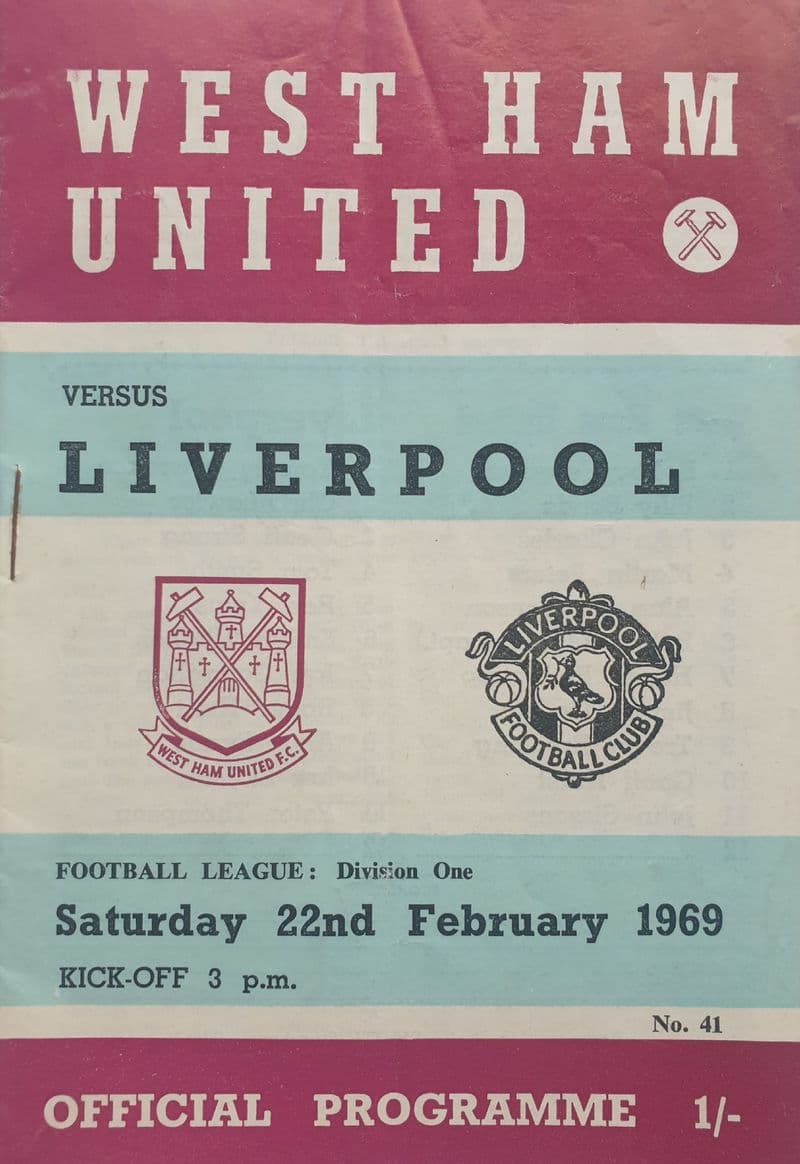 WEST HAM
UNITED
VERSUS
LIVERPOOL
WEST HAM UNITED F.C.
LIVERPOOL
FOOTBALL CLUB
FOOTBALL LEAGUE: Division One
Saturday 22nd February 1969
KICK-OFF 3 p.m.
No. 41
OFFICIAL PROGRAMME 1/-